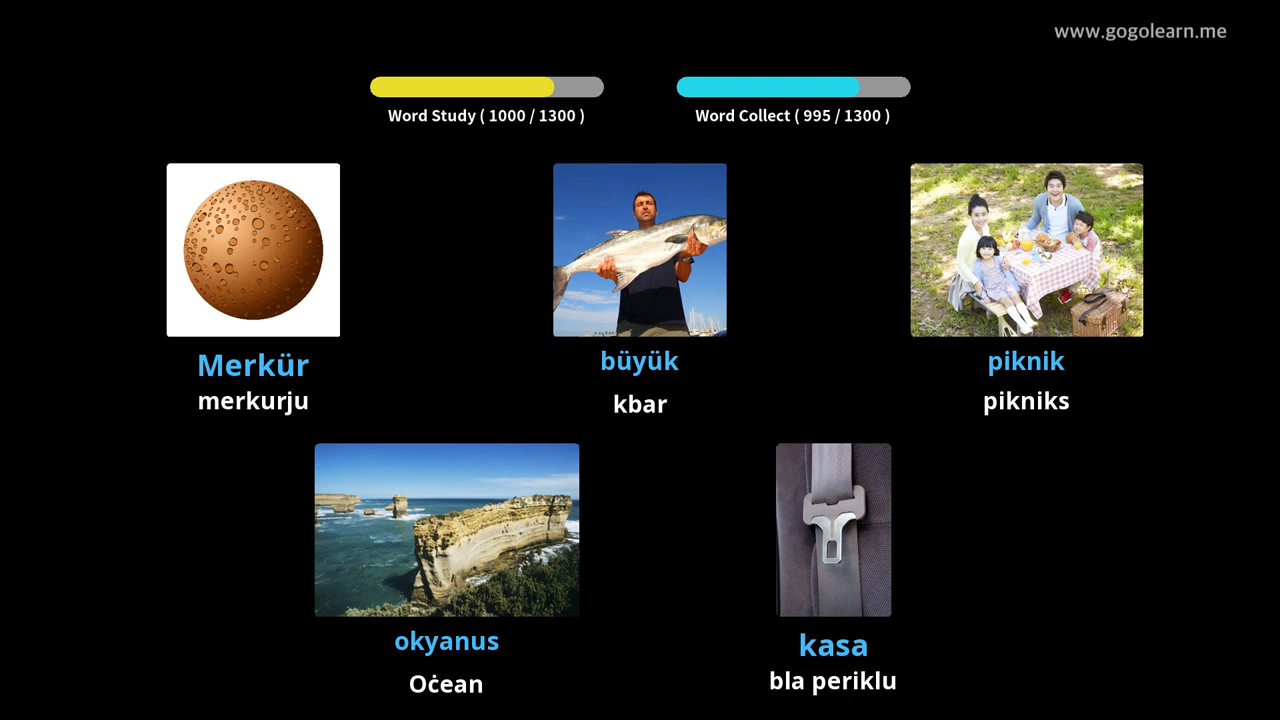 www.gogolearn.me
Word Study ( 1000 / 1300 )
Word Collect ( 995 / 1300 )
Merkür
merkurju
büyük
kbar
piknik
pikniks
okyanus
Oċean
kasa
bla periklu